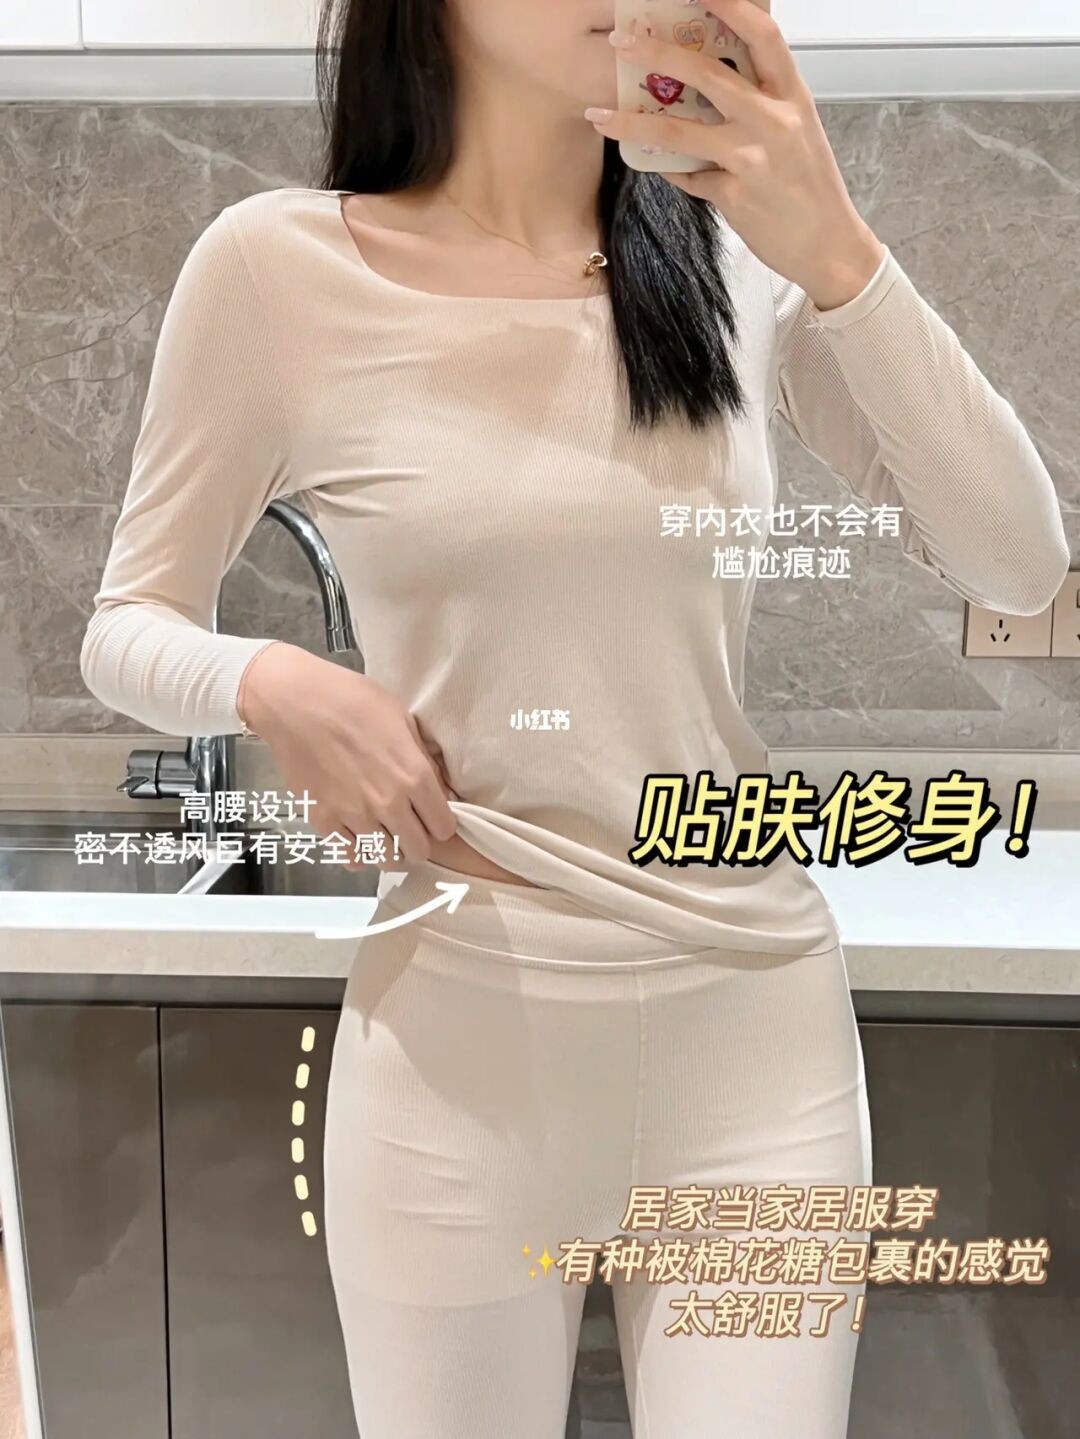 穿内衣也不会有
尴尬痕迹
小红书
贴肤修身！
高腰设计
密不透风巨有安全感！
居家当家居服穿
✨有种被棉花糖包裹的感觉
太舒服了！